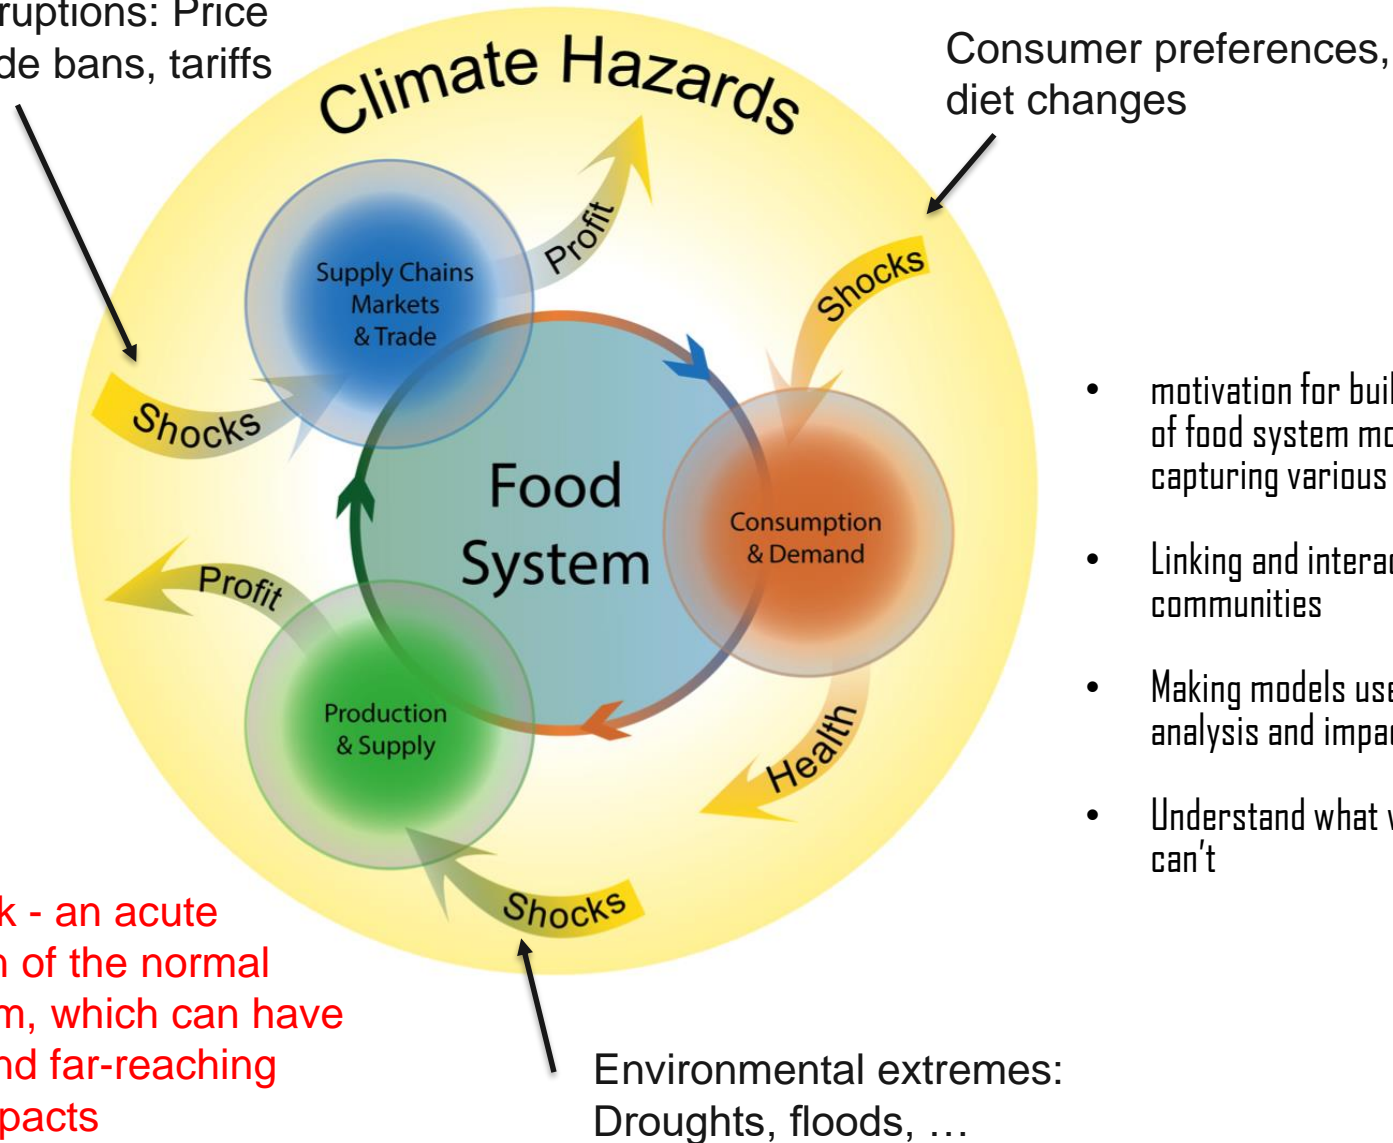 ruptions: Price
de bans, tariffs
Consumer preferences,
diet changes
Climate Hazards
Profit
Shocks
Supply Chains
Markets
& Trade
Shocks
Food
System
Consumption
& Demand
Profit
Production
& Supply
Health
Shocks
• motivation for buil
of food system mo
capturing various
• Linking and interac
communities
• Making models use
analysis and impa
• Understand what v
can't
k - an acute
n of the normal
m, which can have
nd far-reaching
pacts
Environmental extremes:
Droughts, floods, …